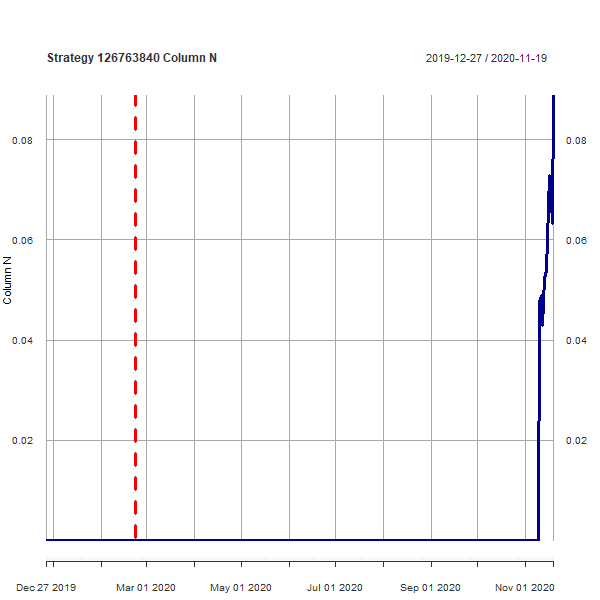 Strategy 126763840 Column N
2019-12-27 / 2020-11-19
0.08
0.08
0.06
0.06
Column N
0.04
0.04
0.02
0.02
Dec 27 2019
Mar 01 2020
May 01 2020
Jul 01 2020
Sep 01 2020
Nov 01 2020